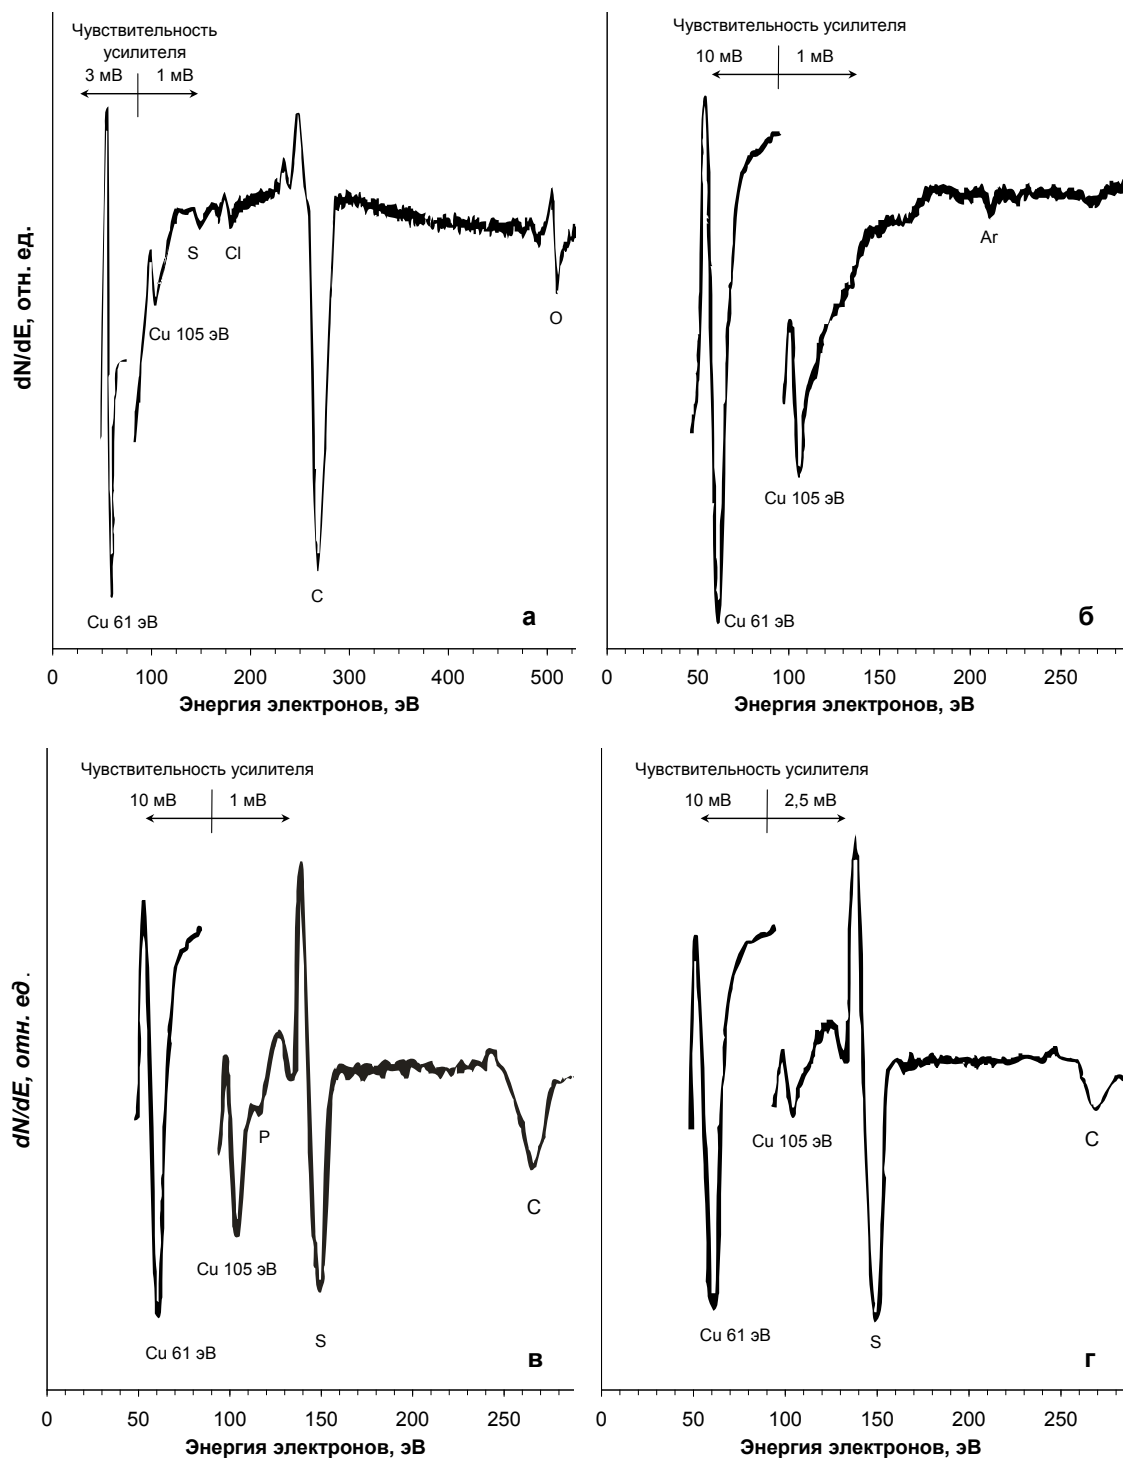 Чувствительность
усилителя
3 мВ 1 мВ
S Cl
Cu 105 эВ
O
C
Cu 61 эВ
а
dN/dE, отн. ед.
0 100 200 300 400 500
Энергия электронов, эВ
Чувствительность усилителя
10 мВ 1 мВ
Ar
Cu 105 эВ
Cu 61 эВ
б
0 50 100 150 200 250
Энергия электронов, эВ
Чувствительность усилителя
10 мВ 1 мВ
P
C
Cu 105 эВ
S
Cu 61 эВ
в
dN/dE, отн. ед.
0 50 100 150 200 250
Энергия электронов, эВ
Чувствительность усилителя
10 мВ 2,5 мВ
Cu 105 эВ
C
Cu 61 эВ
S
г
0 50 100 150 200 250
Энергия электронов, эВ